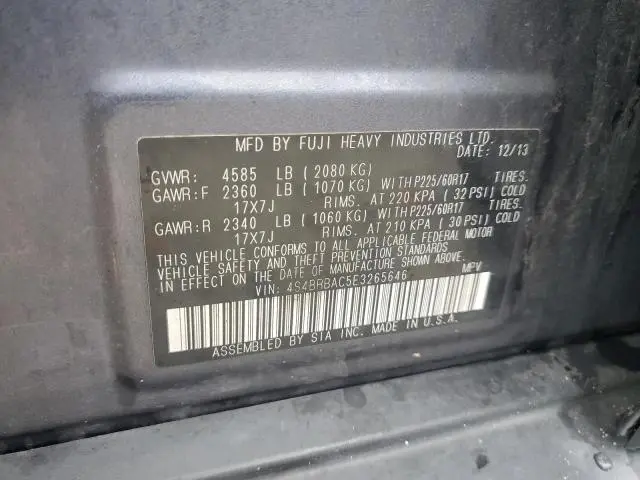 MFD BY FUJI HEAVY INDUSTRIES LTD.
DATE: 12/13
GVWR: 4585 LB (2080 KG)
GAWR:F 2360 LB (1070 KG) WITH P225/60R17 TIRES.
17X7J RIMS. AT 220 KPA (32 PSI) COLD
GAWR:R 2340 LB (1060 KG) WITH P225/60R17 TIRES.
17X7J RIMS. AT 210 KPA (30 PSI) COLD
THIS VEHICLE CONFORMS TO ALL APPLICABLE FEDERAL MOTOR
VEHICLE SAFETY AND THEFT PREVENTION STANDARDS
IN EFFECT ON THE DATE OF MANUFACTURE SHOWN ABOVE.
VIN: 4S4BRBAC5E3265646 MPV
ASSEMBLED BY SIA INC. MADE IN U.S.A.